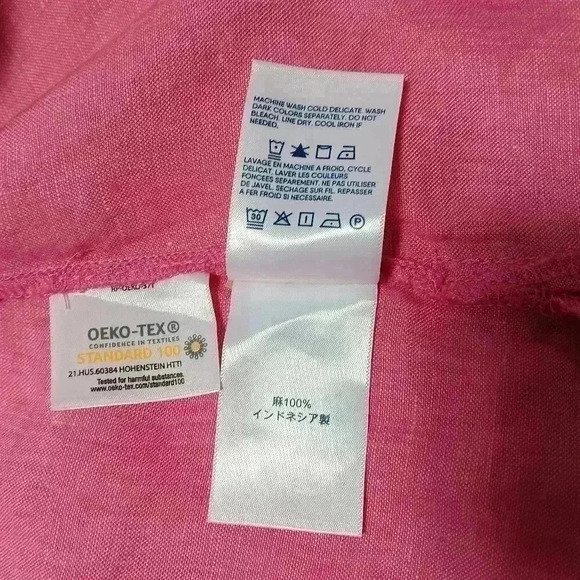 MACHINE WASH COLD DELICATE. WASH
DARK COLORS SEPARATELY. DO NOT
BLEACH. LINE DRY. COOL IRON IF
NEEDED.
LAVAGE EN MACHINE A FROID, CYCLE
DELICAT, LAVER LES COULEURS
FONCEES SEPAREMENT. NE PAS UTILISER
DE JAVEL. SECHAGE SUR FIL. REPASSER
A FER FROID SI NECESSAIRE.
30
P
OEKO-TEX®
CONFIDENCE IN TEXTILES
STANDARD 100
21.HUS.60384 HOHENSTEIN HTTI
Tested for harmful substances.
www.oeko-tex.com/standard100
麻100%
インドネシア製